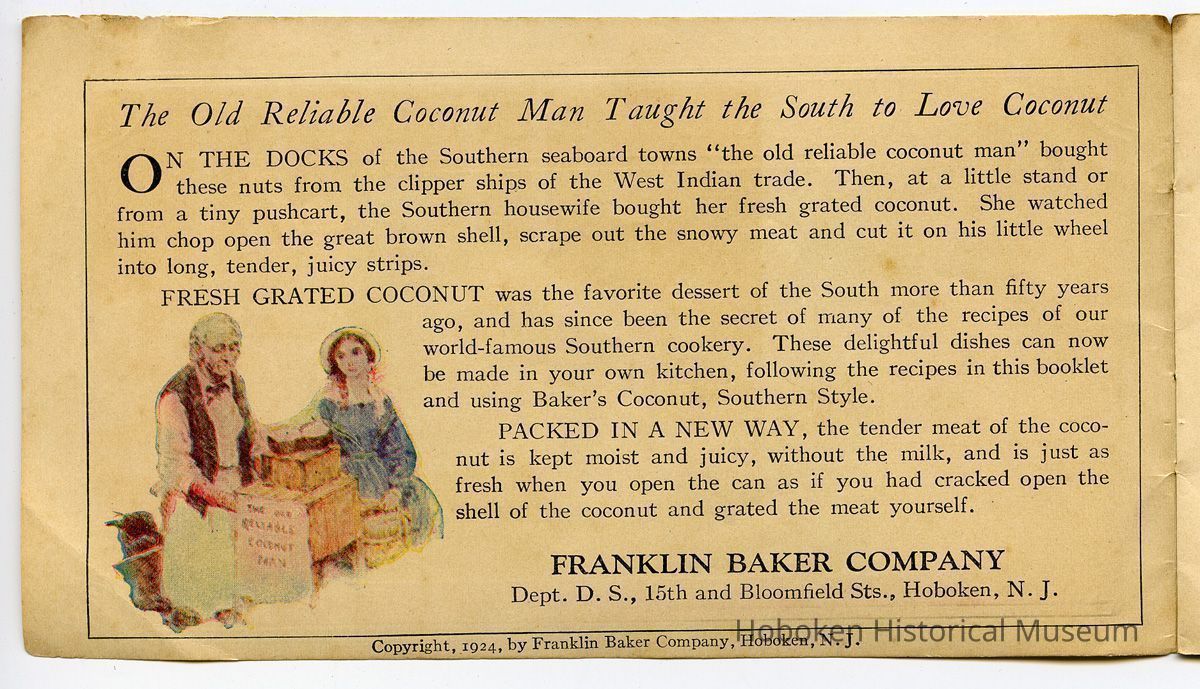 The Old Reliable Coconut Man Taught the South to Love Coconut
ON THE DOCKS of the Southern seaboard towns "the old reliable coconut man" bought
these nuts from the clipper ships of the West Indian trade. Then, at a little stand or
from a tiny pushcart, the Southern housewife bought her fresh grated coconut. She watched
him chop open the great brown shell, scrape out the snowy meat and cut it on his little wheel
into long, tender, juicy strips.
FRESH GRATED COCONUT was the favorite dessert of the South more than fifty years
ago, and has since been the secret of many of the recipes of our
world-famous Southern cookery. These delightful dishes can now
be made in your own kitchen, following the recipes in this booklet
and using Baker's Coconut, Southern Style.
PACKED IN A NEW WAY, the tender meat of the coco-
nut is kept moist and juicy, without the milk, and is just as
fresh when you open the can as if you had cracked open the
shell of the coconut and grated the meat yourself.
THE OLD
RELIABLE
COCONUT
MAN
FRANKLIN BAKER COMPANY
Dept. D. S., 15th and Bloomfield Sts., Hoboken, N. J.
Hoboken Historical Museum
Copyright, 1924, by Franklin Baker Company, Hoboken, N. J.